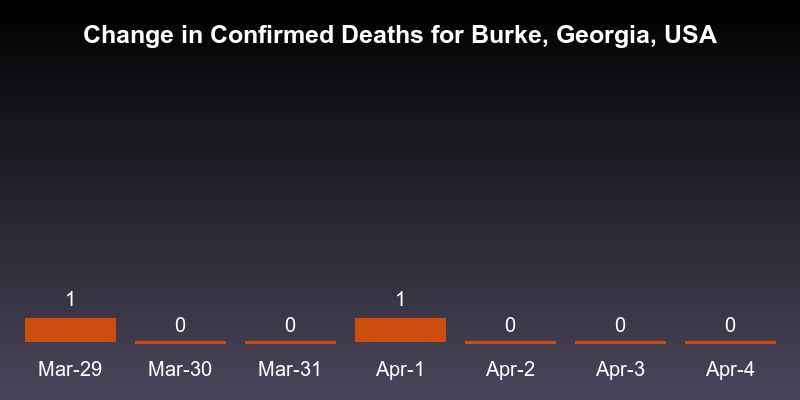 Change in Confirmed Deaths for Burke, Georgia, USA
1 0 0 1 0 0 0
Mar-29 Mar-30 Mar-31 Apr-1 Apr-2 Apr-3 Apr-4